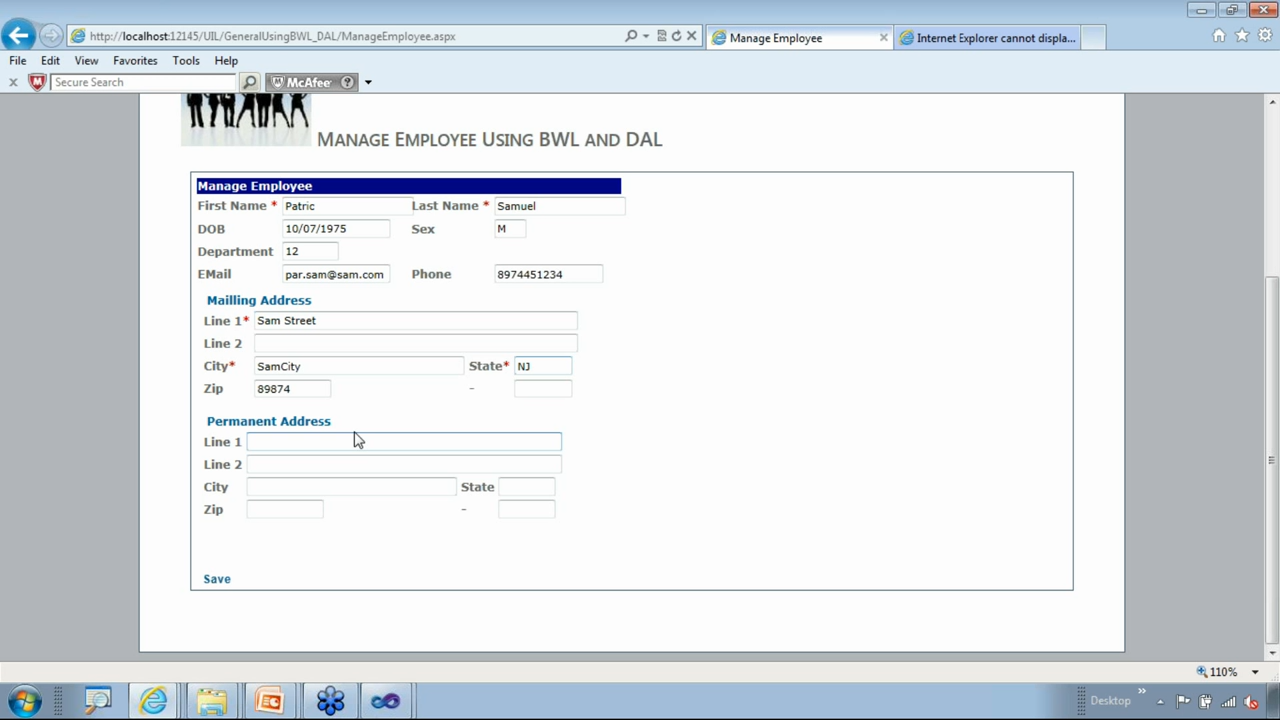 http://localhost:12145/UIL/GeneralUsingBWL_DAL/ManageEmployee.aspx
Manage Employee
Internet Explorer cannot displa...
File Edit View Favorites Tools Help
Secure Search McAfee
MANAGE EMPLOYEE USING BWL AND DAL
Manage Employee
First Name * Patric Last Name * Samuel
DOB 10/07/1975 Sex M
Department 12
EMail par.sam@sam.com Phone 8974451234
Mailling Address
Line 1* Sam Street
Line 2
City* SamCity State* NJ
Zip 89874 -
Permanent Address
Line 1
Line 2
City State
Zip -
Save
110%
Desktop